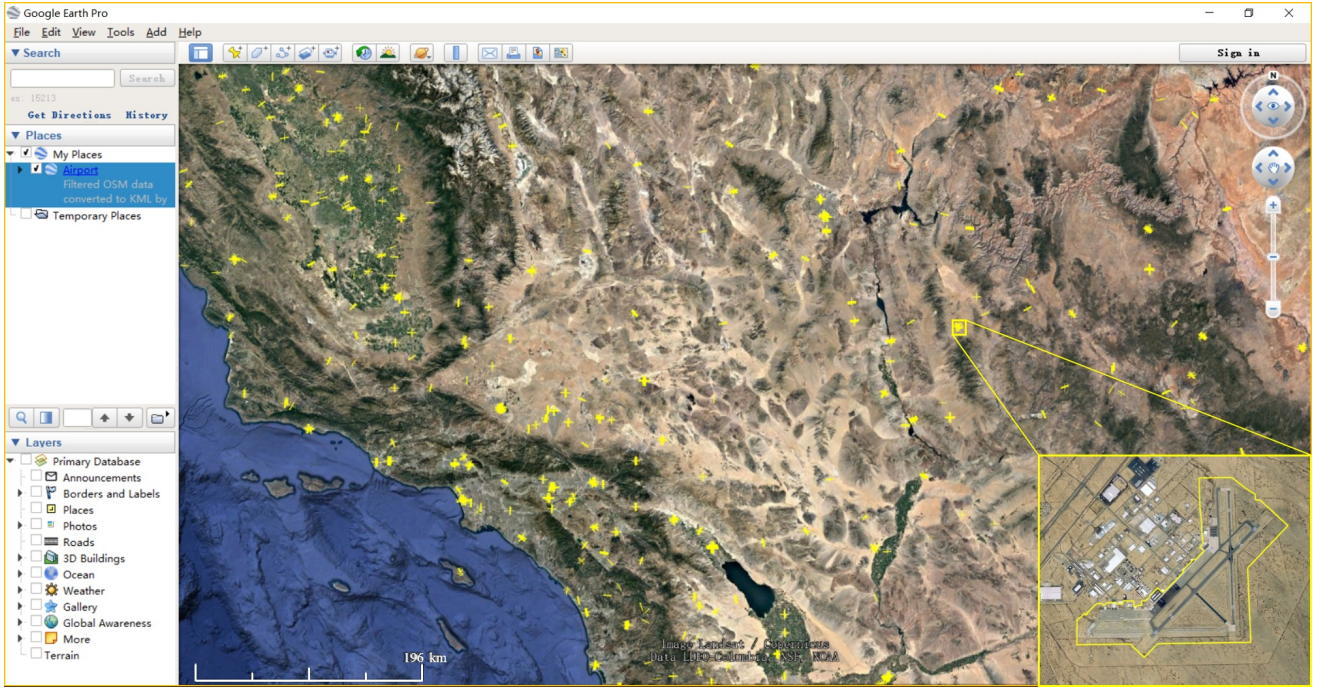 Google Earth Pro
File Edit View Tools Add Help
Search
Sign in
Search
ex: 15213
Get Directions History
Places
My Places
Airport
Filtered OSM data
converted to KML by
Temporary Places
Layers
Primary Database
Announcements
Borders and Labels
Places
Photos
Roads
3D Buildings
Ocean
Weather
Gallery
Global Awareness
More
Terrain
N
196 km
Image Landsat / Copernicus
Data LDEO-Columbia, NSF, NOAA